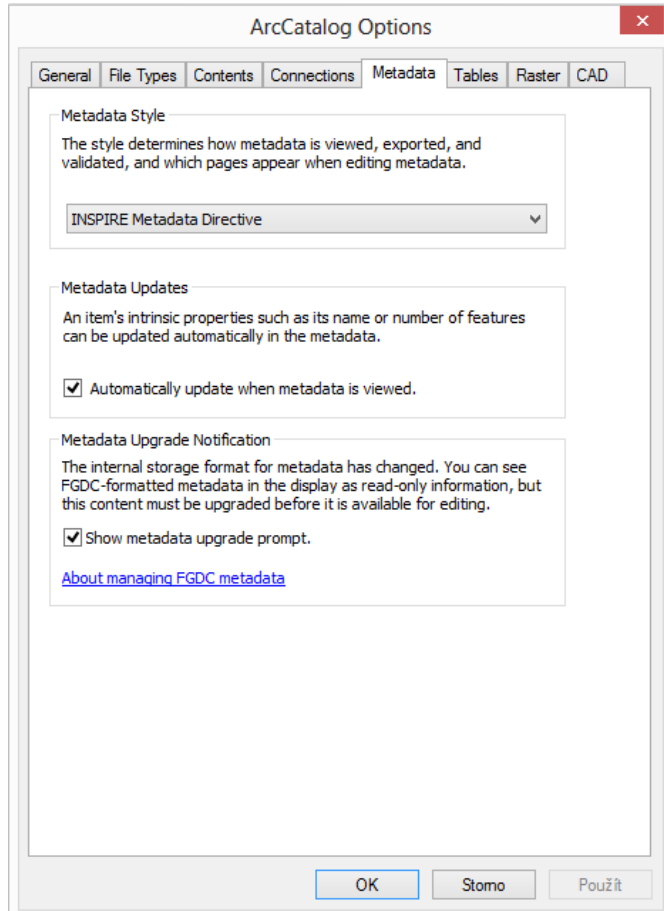 ArcCatalog Options
General File Types Contents Connections Metadata Tables Raster CAD
Metadata Style
The style determines how metadata is viewed, exported, and
validated, and which pages appear when editing metadata.
INSPIRE Metadata Directive
Metadata Updates
An item's intrinsic properties such as its name or number of features
can be updated automatically in the metadata.
Automatically update when metadata is viewed.
Metadata Upgrade Notification
The internal storage format for metadata has changed. You can see
FGDC-formatted metadata in the display as read-only information, but
this content must be upgraded before it is available for editing.
Show metadata upgrade prompt.
About managing FGDC metadata
OK Storno Použít